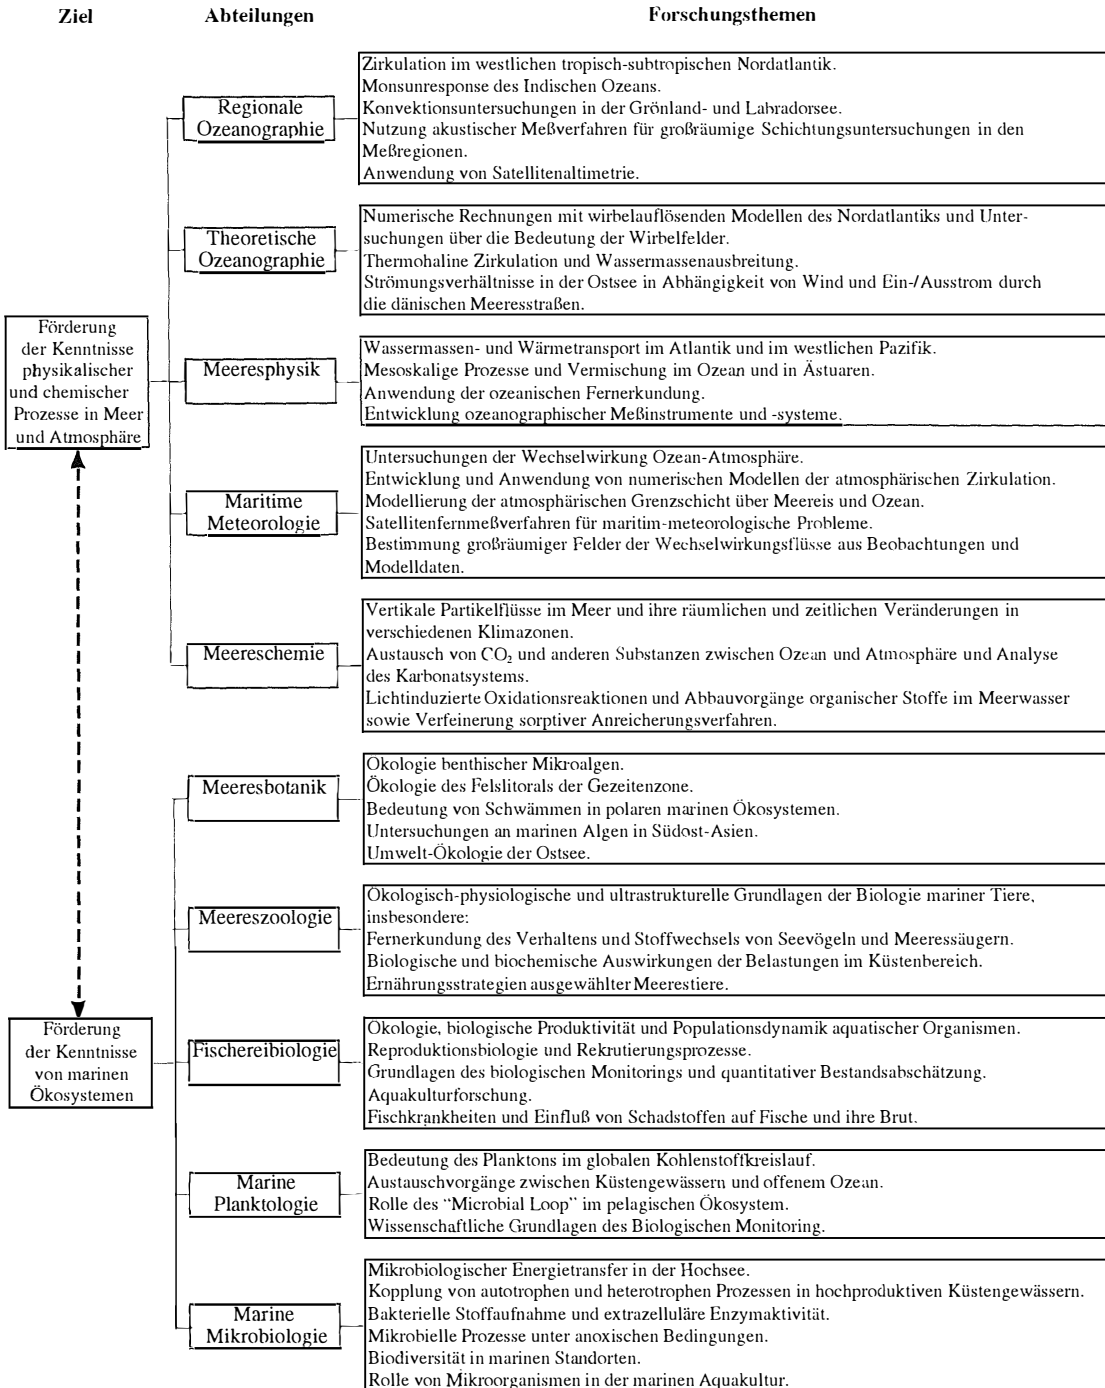 Ziel
Abteilungen
Forschungsthemen
Förderung
der Kenntnisse
physikalischer
und chemischer
Prozesse in Meer
und Atmosphäre
Regionale
Ozeanographie
Zirkulation im westlichen tropisch-subtropischen Nordatlantik.
Monsunresponse des Indischen Ozeans.
Konvektionsuntersuchungen in der Grönland- und Labradorsee.
Nutzung akustischer Meßverfahren für großräumige Schichtungsuntersuchungen in den
Meßregionen.
Anwendung von Satellitenaltimetrie.
Theoretische
Ozeanographie
Numerische Rechnungen mit wirbelauflösenden Modellen des Nordatlantiks und Unter-
suchungen über die Bedeutung der Wirbelfelder.
Thermohaline Zirkulation und Wassermassenausbreitung.
Strömungsverhältnisse in der Ostsee in Abhängigkeit von Wind und Ein-/Ausstrom durch
die dänischen Meeresstraßen.
Meeresphysik
Wassermassen- und Wärmetransport im Atlantik und im westlichen Pazifik.
Mesoskalige Prozesse und Vermischung im Ozean und in Ästuaren.
Anwendung der ozeanischen Fernerkundung.
Entwicklung ozeanographischer Meßinstrumente und -systeme.
Maritime
Meteorologie
Untersuchungen der Wechselwirkung Ozean-Atmosphäre.
Entwicklung und Anwendung von numerischen Modellen der atmosphärischen Zirkulation.
Modellierung der atmosphärischen Grenzschicht über Meereis und Ozean.
Satellitenfernmeßverfahren für maritim-meteorologische Probleme.
Bestimmung großräumiger Felder der Wechselwirkungsflüsse aus Beobachtungen und
Modelldaten.
Meereschemie
Vertikale Partikelflüsse im Meer und ihre räumlichen und zeitlichen Veränderungen in
verschiedenen Klimazonen.
Austausch von CO₂ und anderen Substanzen zwischen Ozean und Atmosphäre und Analyse
des Karbonatsystems.
Lichtinduzierte Oxidationsreaktionen und Abbauvorgänge organischer Stoffe im Meerwasser
sowie Verfeinerung sorptiver Anreicherungsverfahren.
Förderung
der Kenntnisse
von marinen
Ökosystemen
Meeresbotanik
Ökologie benthischer Mikroalgen.
Ökologie des Felslitorals der Gezeitenzone.
Bedeutung von Schwämmen in polaren marinen Ökosystemen.
Untersuchungen an marinen Algen in Südost-Asien.
Umwelt-Ökologie der Ostsee.
Meereszoologie
Ökologisch-physiologische und ultrastrukturelle Grundlagen der Biologie mariner Tiere,
insbesondere:
Fernerkundung des Verhaltens und Stoffwechsels von Seevögeln und Meeressäugern.
Biologische und biochemische Auswirkungen der Belastungen im Küstenbereich.
Ernährungsstrategien ausgewählter Meerestiere.
Fischereibiologie
Ökologie, biologische Produktivität und Populationsdynamik aquatischer Organismen.
Reproduktionsbiologie und Rekrutierungsprozesse.
Grundlagen des biologischen Monitorings und quantitativer Bestandsabschätzung.
Aquakulturforschung.
Fischkrankheiten und Einfluß von Schadstoffen auf Fische und ihre Brut.
Marine
Planktologie
Bedeutung des Planktons im globalen Kohlenstoffkreislauf.
Austauschvorgänge zwischen Küstengewässern und offenem Ozean.
Rolle des “Microbial Loop” im pelagischen Ökosystem.
Wissenschaftliche Grundlagen des Biologischen Monitoring.
Marine
Mikrobiologie
Mikrobiologischer Energietransfer in der Hochsee.
Kopplung von autotrophen und heterotrophen Prozessen in hochproduktiven Küstengewässern.
Bakterielle Stoffaufnahme und extrazelluläre Enzymaktivität.
Mikrobielle Prozesse unter anoxischen Bedingungen.
Biodiversität in marinen Standorten.
Rolle von Mikroorganismen in der marinen Aquakultur.